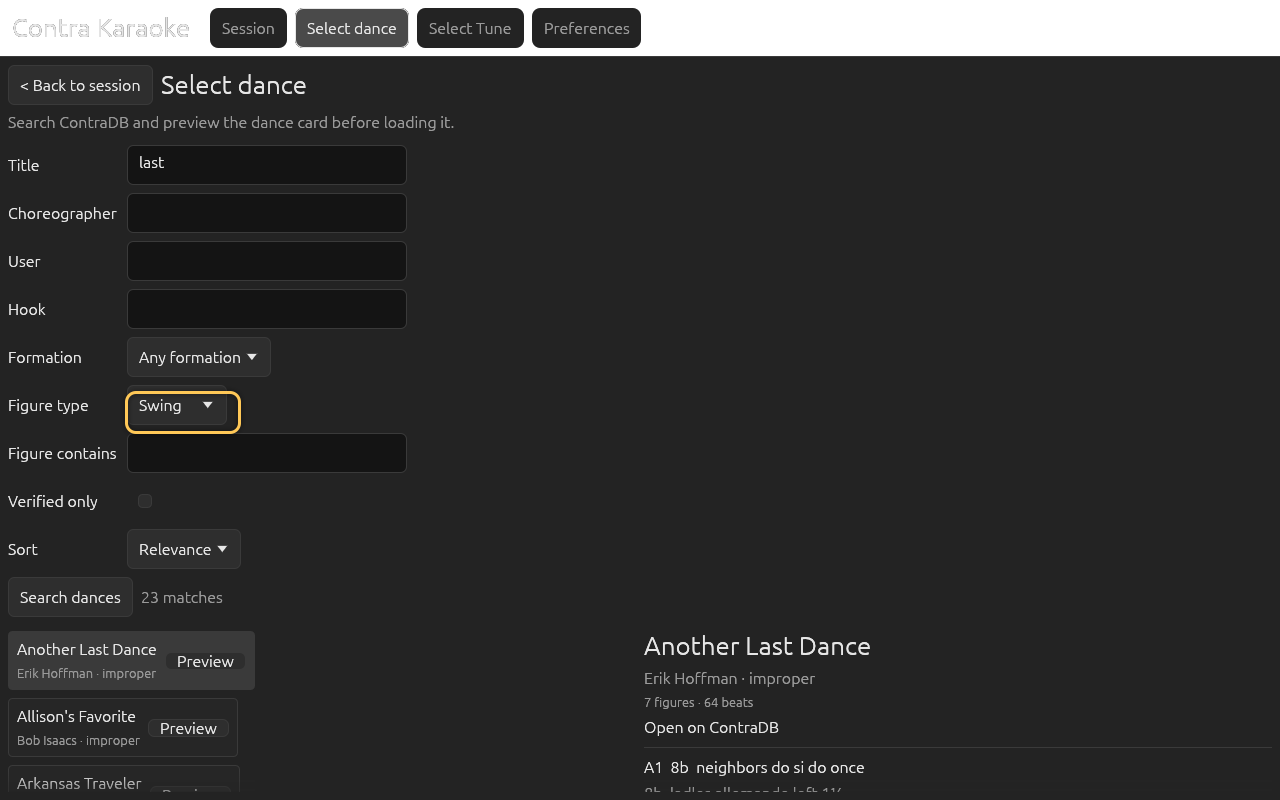 Contra Karaoke
Session
Select dance
Select Tune
Preferences
< Back to session
Select dance
Search ContraDB and preview the dance card before loading it.
Title
last
Choreographer
User
Hook
Formation
Any formation
Figure type
Swing
Figure contains
Verified only
Sort
Relevance
Search dances
23 matches
Another Last Dance
Erik Hoffman · improper
Preview
Allison's Favorite
Bob Isaacs · improper
Preview
Arkansas Traveler
Another Last Dance
Erik Hoffman · improper
7 figures · 64 beats
Open on ContraDB
A1 8b neighbors do si do once